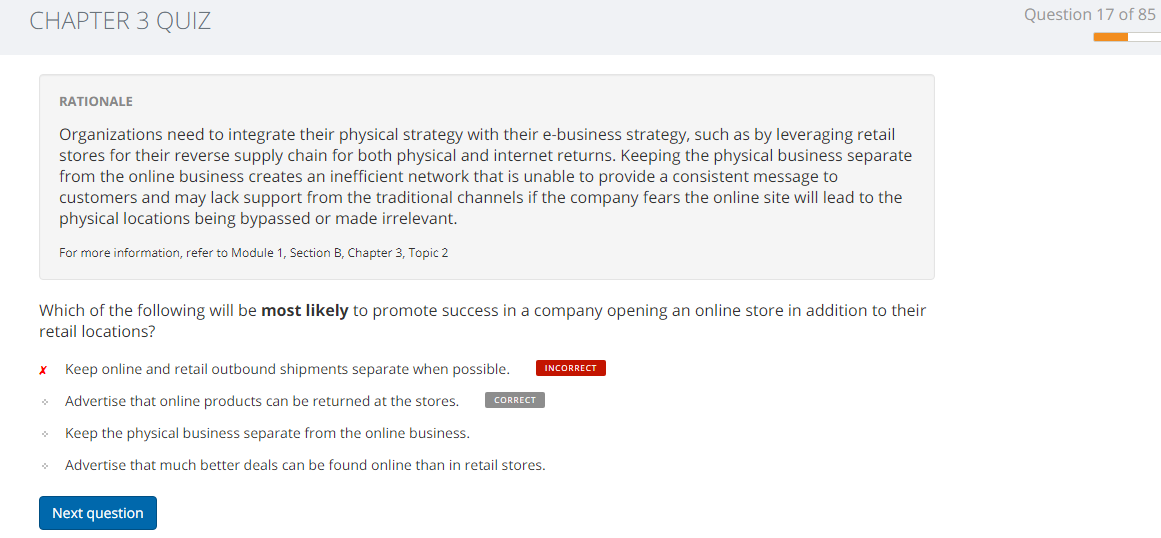 CHAPTER 3 QUIZ
Question 17 of 85
RATIONALE
Organizations need to integrate their physical strategy with their e-business strategy, such as by leveraging retail
stores for their reverse supply chain for both physical and internet returns. Keeping the physical business separate
from the online business creates an inefficient network that is unable to provide a consistent message to
customers and may lack support from the traditional channels if the company fears the online site will lead to the
physical locations being bypassed or made irrelevant.
For more information, refer to Module 1, Section B, Chapter 3, Topic 2
Which of the following will be most likely to promote success in a company opening an online store in addition to their
retail locations?
✗ Keep online and retail outbound shipments separate when possible. INCORRECT
Advertise that online products can be returned at the stores. CORRECT
Keep the physical business separate from the online business.
Advertise that much better deals can be found online than in retail stores.
Next question